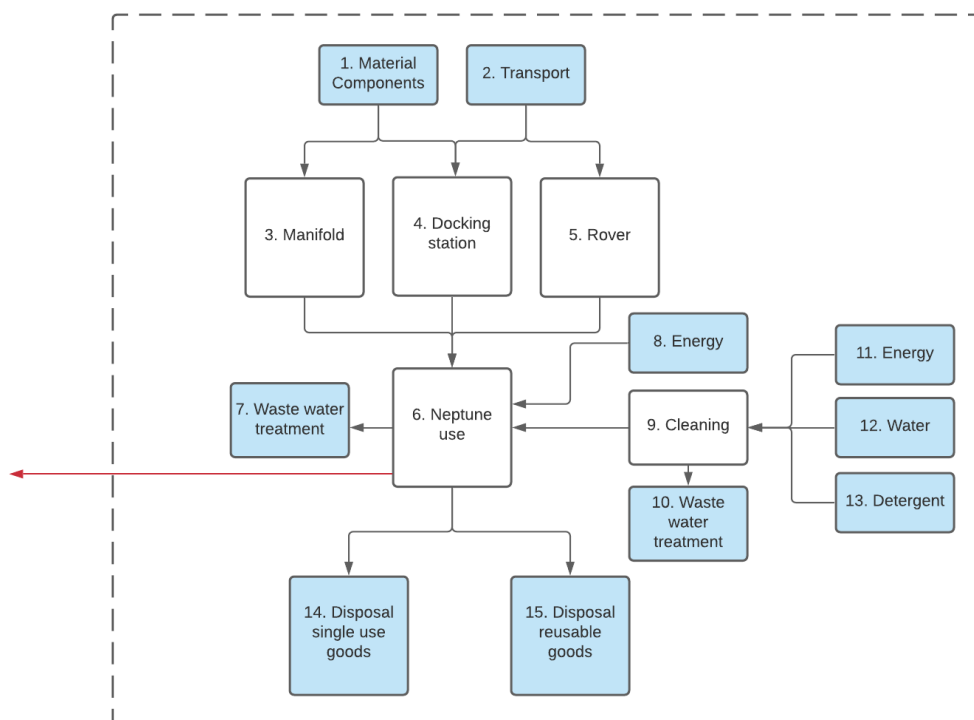 1. Material
Components
2. Transport
3. Manifold
4. Docking
station
5. Rover
6. Neptune
use
7. Waste water
treatment
8. Energy
9. Cleaning
10. Waste
water
treatment
11. Energy
12. Water
13. Detergent
14. Disposal
single use
goods
15. Disposal
reusable
goods